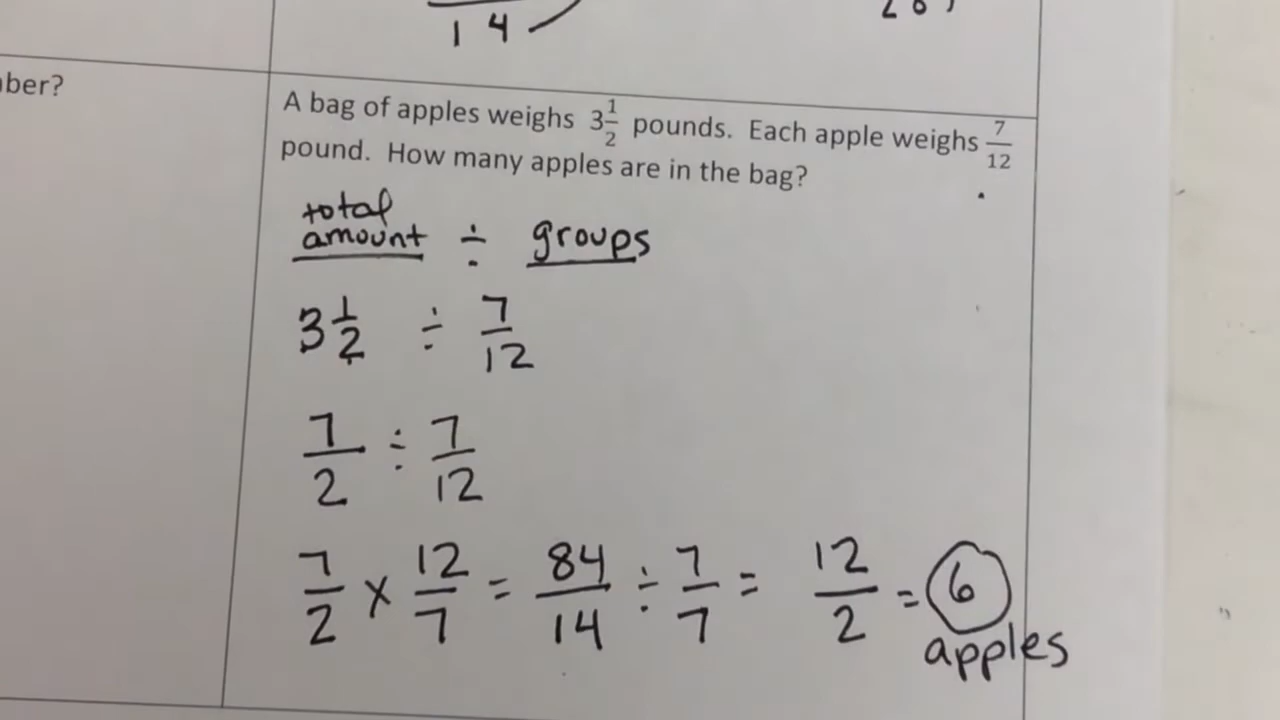 14
ber?
A bag of apples weighs 3 1/2 pounds. Each apple weighs 7/12
pound. How many apples are in the bag?
total
amount ÷ groups
3 1/2 ÷ 7/12
7/2 ÷ 7/12
7/2 × 12/7 = 84/14 ÷ 7/7 = 12/2 = 6
apples